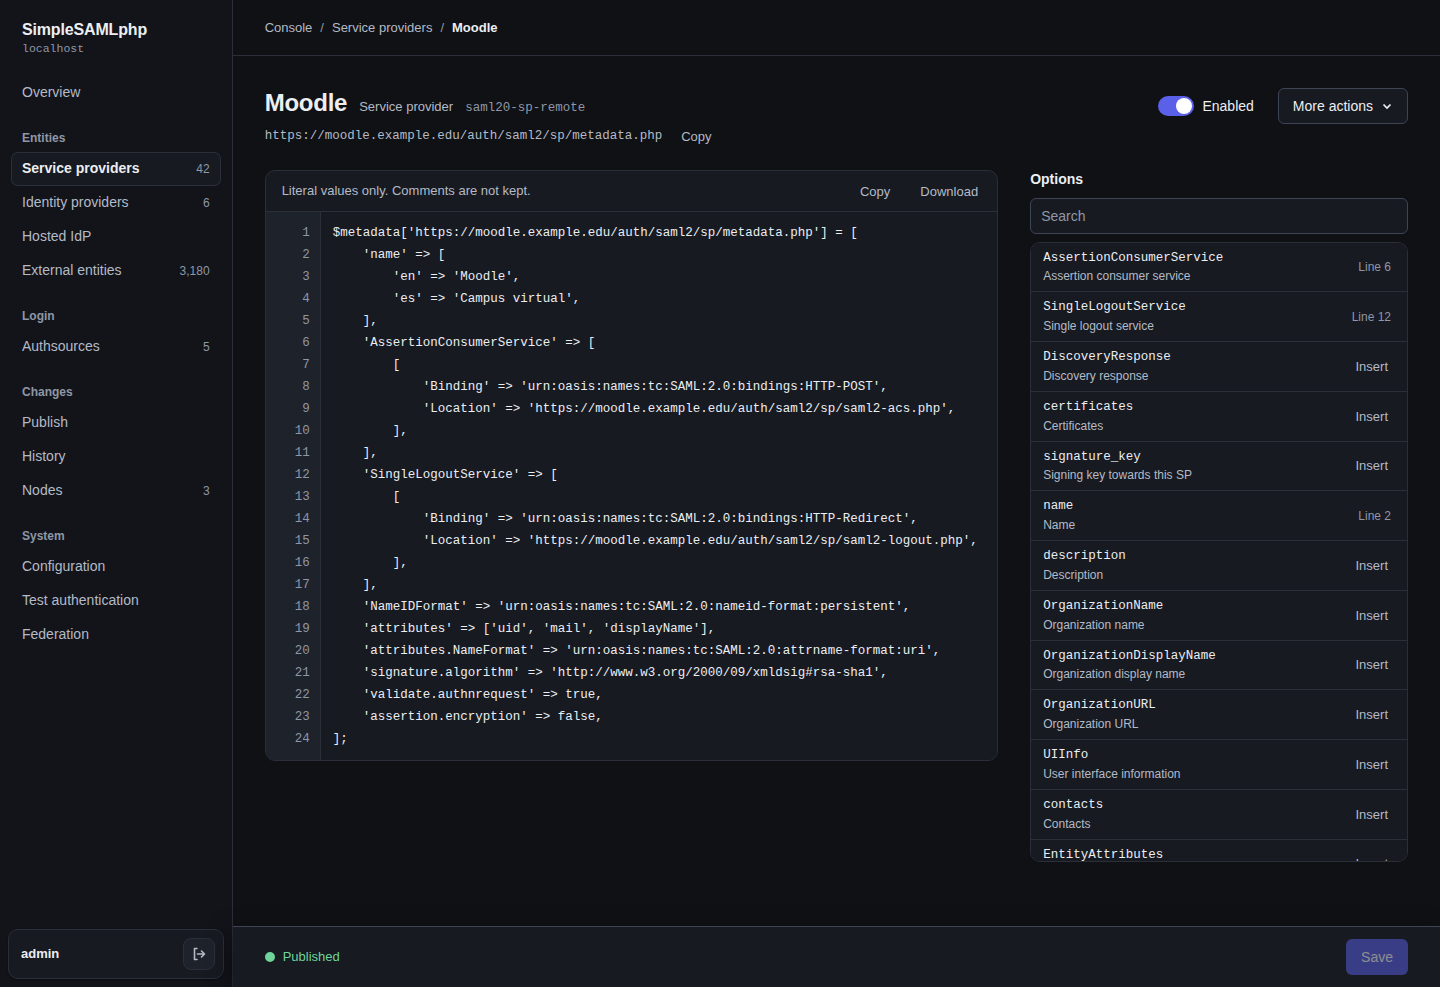 SimpleSAMLphp
localhost
Overview
Entities
Service providers 42
Identity providers 6
Hosted IdP
External entities 3,180
Login
Authsources 5
Changes
Publish
History
Nodes 3
System
Configuration
Test authentication
Federation
admin
Console / Service providers / Moodle
Moodle Service provider saml20-sp-remote
https://moodle.example.edu/auth/saml2/sp/metadata.php Copy
Enabled
More actions
Literal values only. Comments are not kept. Copy Download
1 $metadata['https://moodle.example.edu/auth/saml2/sp/metadata.php'] = [
2     'name' => [
3         'en' => 'Moodle',
4         'es' => 'Campus virtual',
5     ],
6     'AssertionConsumerService' => [
7         [
8             'Binding' => 'urn:oasis:names:tc:SAML:2.0:bindings:HTTP-POST',
9             'Location' => 'https://moodle.example.edu/auth/saml2/sp/saml2-acs.php',
10         ],
11     ],
12     'SingleLogoutService' => [
13         [
14             'Binding' => 'urn:oasis:names:tc:SAML:2.0:bindings:HTTP-Redirect',
15             'Location' => 'https://moodle.example.edu/auth/saml2/sp/saml2-logout.php',
16         ],
17     ],
18     'NameIDFormat' => 'urn:oasis:names:tc:SAML:2.0:nameid-format:persistent',
19     'attributes' => ['uid', 'mail', 'displayName'],
20     'attributes.NameFormat' => 'urn:oasis:names:tc:SAML:2.0:attrname-format:uri',
21     'signature.algorithm' => 'http://www.w3.org/2000/09/xmldsig#rsa-sha1',
22     'validate.authnrequest' => true,
23     'assertion.encryption' => false,
24 ];
Options
Search
AssertionConsumerService
Assertion consumer service
Line 6
SingleLogoutService
Single logout service
Line 12
DiscoveryResponse
Discovery response
Insert
certificates
Certificates
Insert
signature_key
Signing key towards this SP
Insert
name
Name
Line 2
description
Description
Insert
OrganizationName
Organization name
Insert
OrganizationDisplayName
Organization display name
Insert
OrganizationURL
Organization URL
Insert
UIInfo
User interface information
Insert
contacts
Contacts
Insert
EntityAttributes
Published
Save